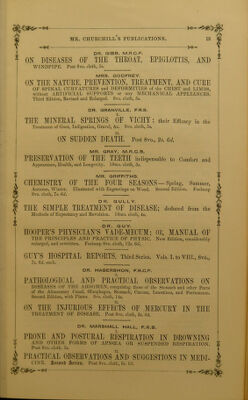 MR. CHURCHILL'S PUBLICATIONS. 13
DR. GIBB, M.R.C.P.
ON DISEASES OF THE THROAT, EPIGLOTTIS, AND
WINDPIPE. Post 8vo. cloth, 5s.
MRS. GODFREY.
ON THE NATURE, PREVENTION, TREATMENT, AND CURE
OF SPINAL CURVATURES and DEFORMITIES of the CHEST and LIMBS,
without ARTIFICIAL SUPPORTS or any MECHANICAL APPLIANCES.
Third Edition, Revised and Enlarged. 8vo. cloth, 5s.
DR. GRANVILLE, F.R.S.
THE MINERAL SPRINGS OF VICHY: their Efficacy in the
Treatment of Gout, Indigestion, Gravel, &c. 8vo. cloth,
ON SUDDEN DEATH. Post 8vo., 2s. 6d.
MR. GRAY, M.R.C.S.
PRESERVATION OF THE TEETH indispensable to Comfort and
Appearance, Health, and Longevity. 18mo. cloth,
MR. GRIFFITHS.
CHEMISTRY OF THE FOUR SEASONS—Spring, Summer,
Autumn, Winter. Illustrated with Engravings on Wood. Second Edition. Foolscap
8vo. cloth, 7s. 6d.
DR. GULLY.
THE SIMPLE TREATMENT OF DISEASE; deduced from the
Methods of Expectancy and Revulsion. 18mo. cloth, 4s.
DR. GUY.
HOOPER'S PHYSICIAN'S VADE-MECUM; OR, MANUAL OF
THE PRINCIPLES AND PRACTICE OF PHYSIC. New Edition, considerably
enlarged, and rewritten. Foolscap 8vo. cloth, 12s. 6d.
GUY'S HOSPITAL REPORTS. Third Series. Vols. I. to VIII., 8vo.,
7s. 6d. each.
DR. HABERSHON, F.R.C.P.
PATHOLOGICAL AND PRACTICAL OBSERVATIONS ON
DISEASES OF THE ABDOMEN, comprising those of the Stomach and other Parts
of the Alimentary Canal, Œsophagus, Stomach, Cæcum, Intestines, and Peritoneum.
Second Edition, with Plates. 8vo. cloth, 14s.
ON THE INJURIOUS EFFECTS OF MERCURY IN THE
TREATMENT OF DISEASE. Post 8vo. cloth, 3s. 6d.
DR. MARSHALL HALL, F.R.S.
PRONE AND POSTURAL RESPIRATION IN DROWNING
AND OTHER FORMS OF APNŒA OR SUSPENDED RESPIRATION.
Post 8vo. cloth, 5s.
PRACTICAL OBSERVATIONS AND SUGGESTIONS IN MEDI-
CINE. Second Series. Post 8vo. cloth, 8s. 6d.